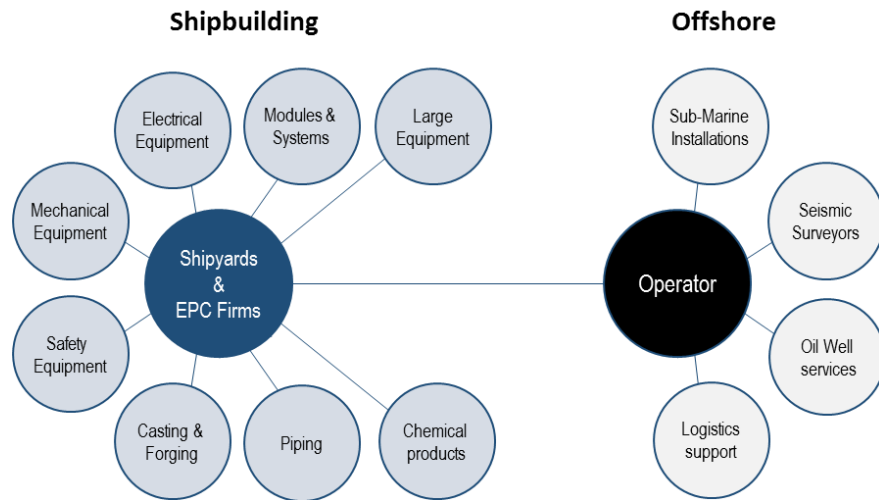 Shipbuilding
Offshore
Electrical
Equipment
Modules &
Systems
Large
Equipment
Mechanical
Equipment
Shipyards
&
EPC Firms
Safety
Equipment
Casting &
Forging
Piping
Chemical
products
Sub-Marine
Installations
Seismic
Surveyors
Operator
Oil Well
services
Logistics
support